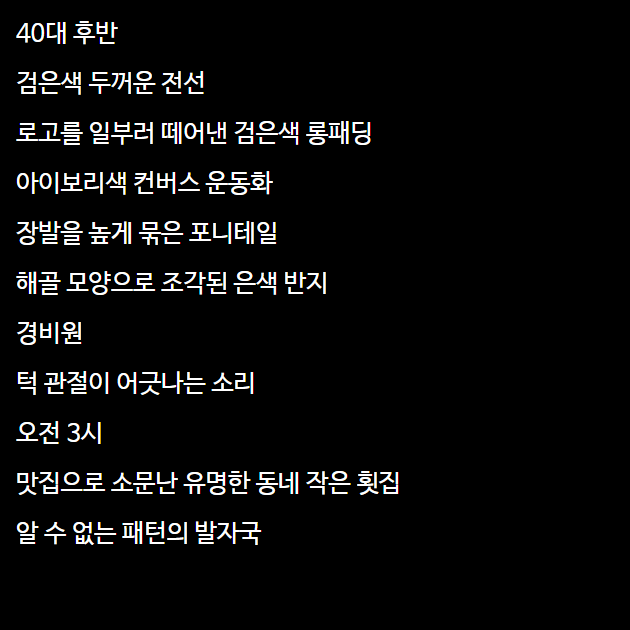 40대 후반
검은색 두꺼운 전선
로고를 일부러 떼어낸 검은색 롱패딩
아이보리색 컨버스 운동화
장발을 높게 묶은 포니테일
해골 모양으로 조각된 은색 반지
경비원
턱 관절이 어긋나는 소리
오전 3시
맛집으로 소문난 유명한 동네 작은 횟집
알 수 없는 패턴의 발자국